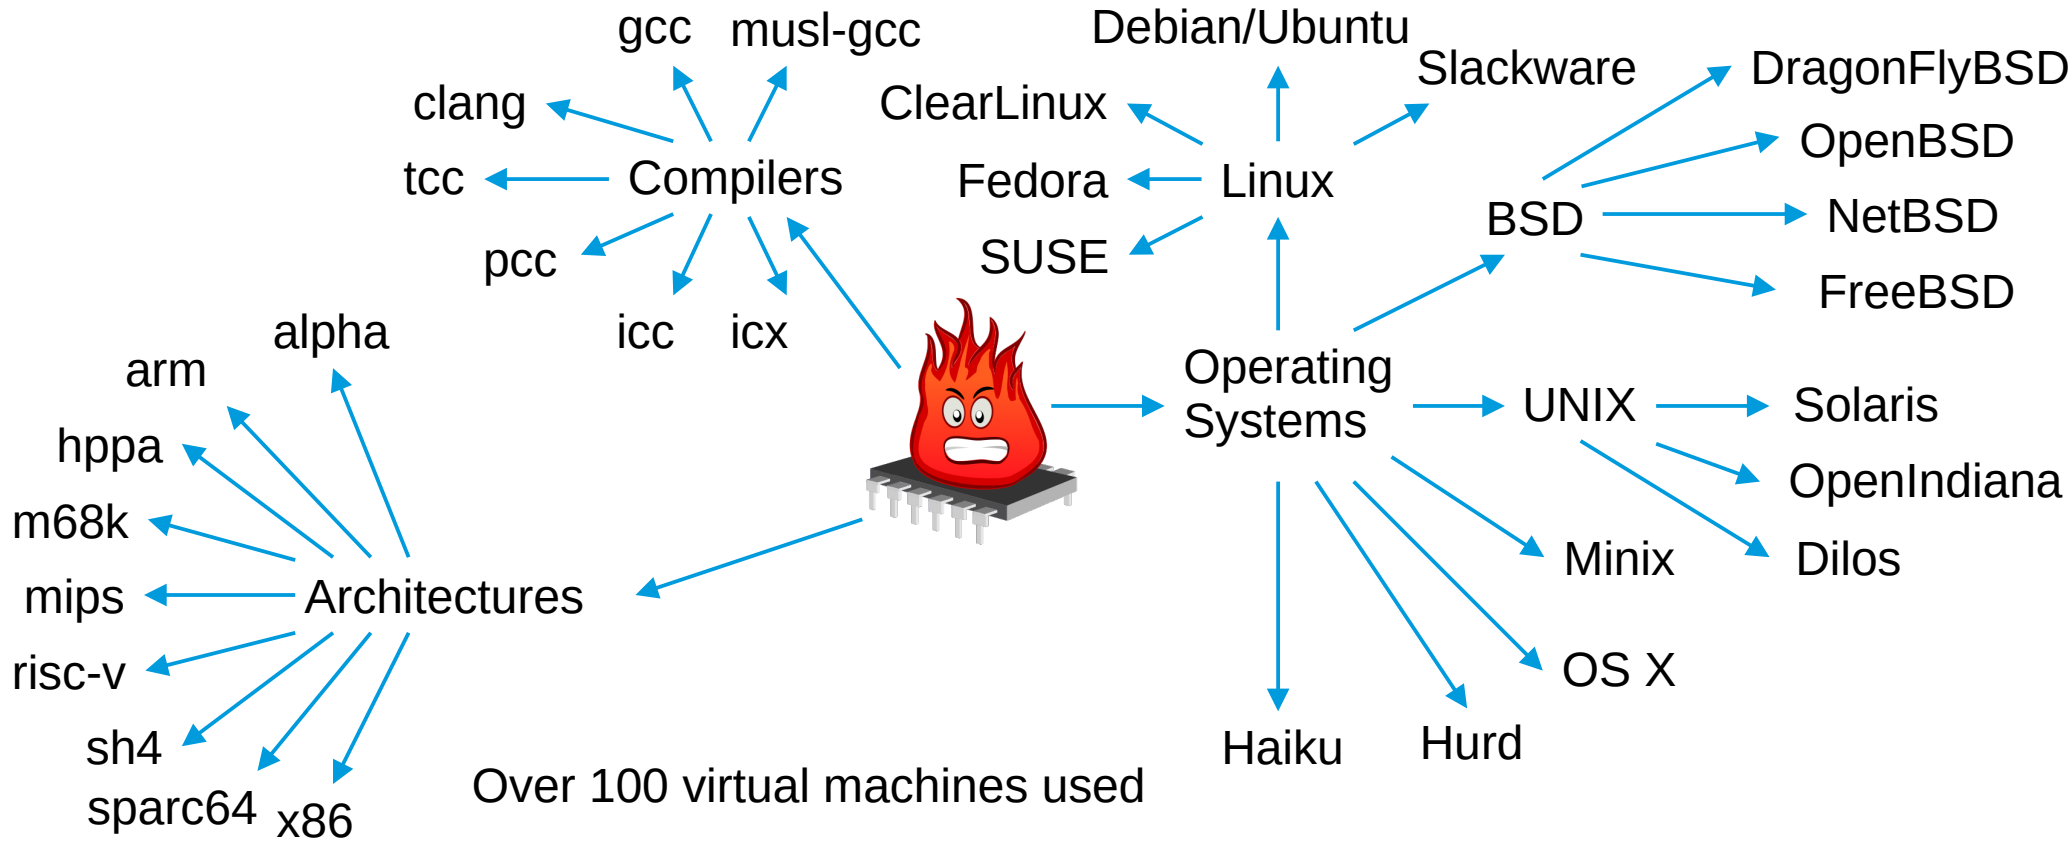 gcc
musl-gcc
clang
tcc
Compilers
pcc
icc
icx
Debian/Ubuntu
Slackware
ClearLinux
Fedora
Linux
SUSE
DragonFlyBSD
OpenBSD
BSD
NetBSD
FreeBSD
Operating
Systems
UNIX
Solaris
OpenIndiana
Dilos
Minix
OS X
Hurd
Haiku
alpha
arm
hppa
m68k
mips
Architectures
risc-v
sh4
sparc64
x86
Over 100 virtual machines used